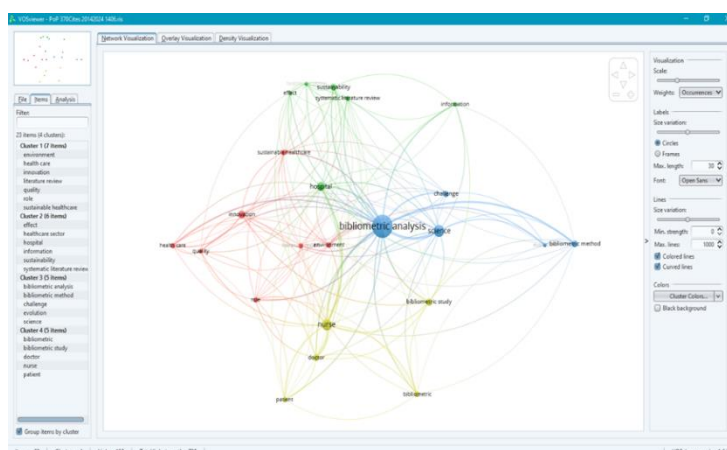 VOSviewer - PoP 370Cites 20142024 1406.ris
Network Visualization Overlay Visualization Density Visualization
File Items Analysis
Filter:
23 items (4 clusters):
Cluster 1 (7 items)
environment
health care
innovation
literature review
quality
role
sustainable healthcare
Cluster 2 (6 items)
effect
healthcare sector
hospital
information
sustainability
systematic literature review
Cluster 3 (5 items)
bibliometric analysis
bibliometric method
challenge
evolution
science
Cluster 4 (5 items)
bibliometric
bibliometric study
doctor
nurse
patient
Group items by cluster
sustainability
effect
systematic literature review
information
sustainable healthcare
hospital
challenge
innovation
bibliometric analysis
science
health care
quality
environment
bibliometric method
bibliometric study
nurse
doctor
patient
bibliometric
Visualization
Scale:
Weights: Occurrences
Labels
Size variation:
Circles
Frames
Max. length: 30
Font: Open Sans
Lines
Size variation:
Min. strength: 0
Max. lines: 1000
Colored lines
Curved lines
Colors
Cluster Colors...
Black background